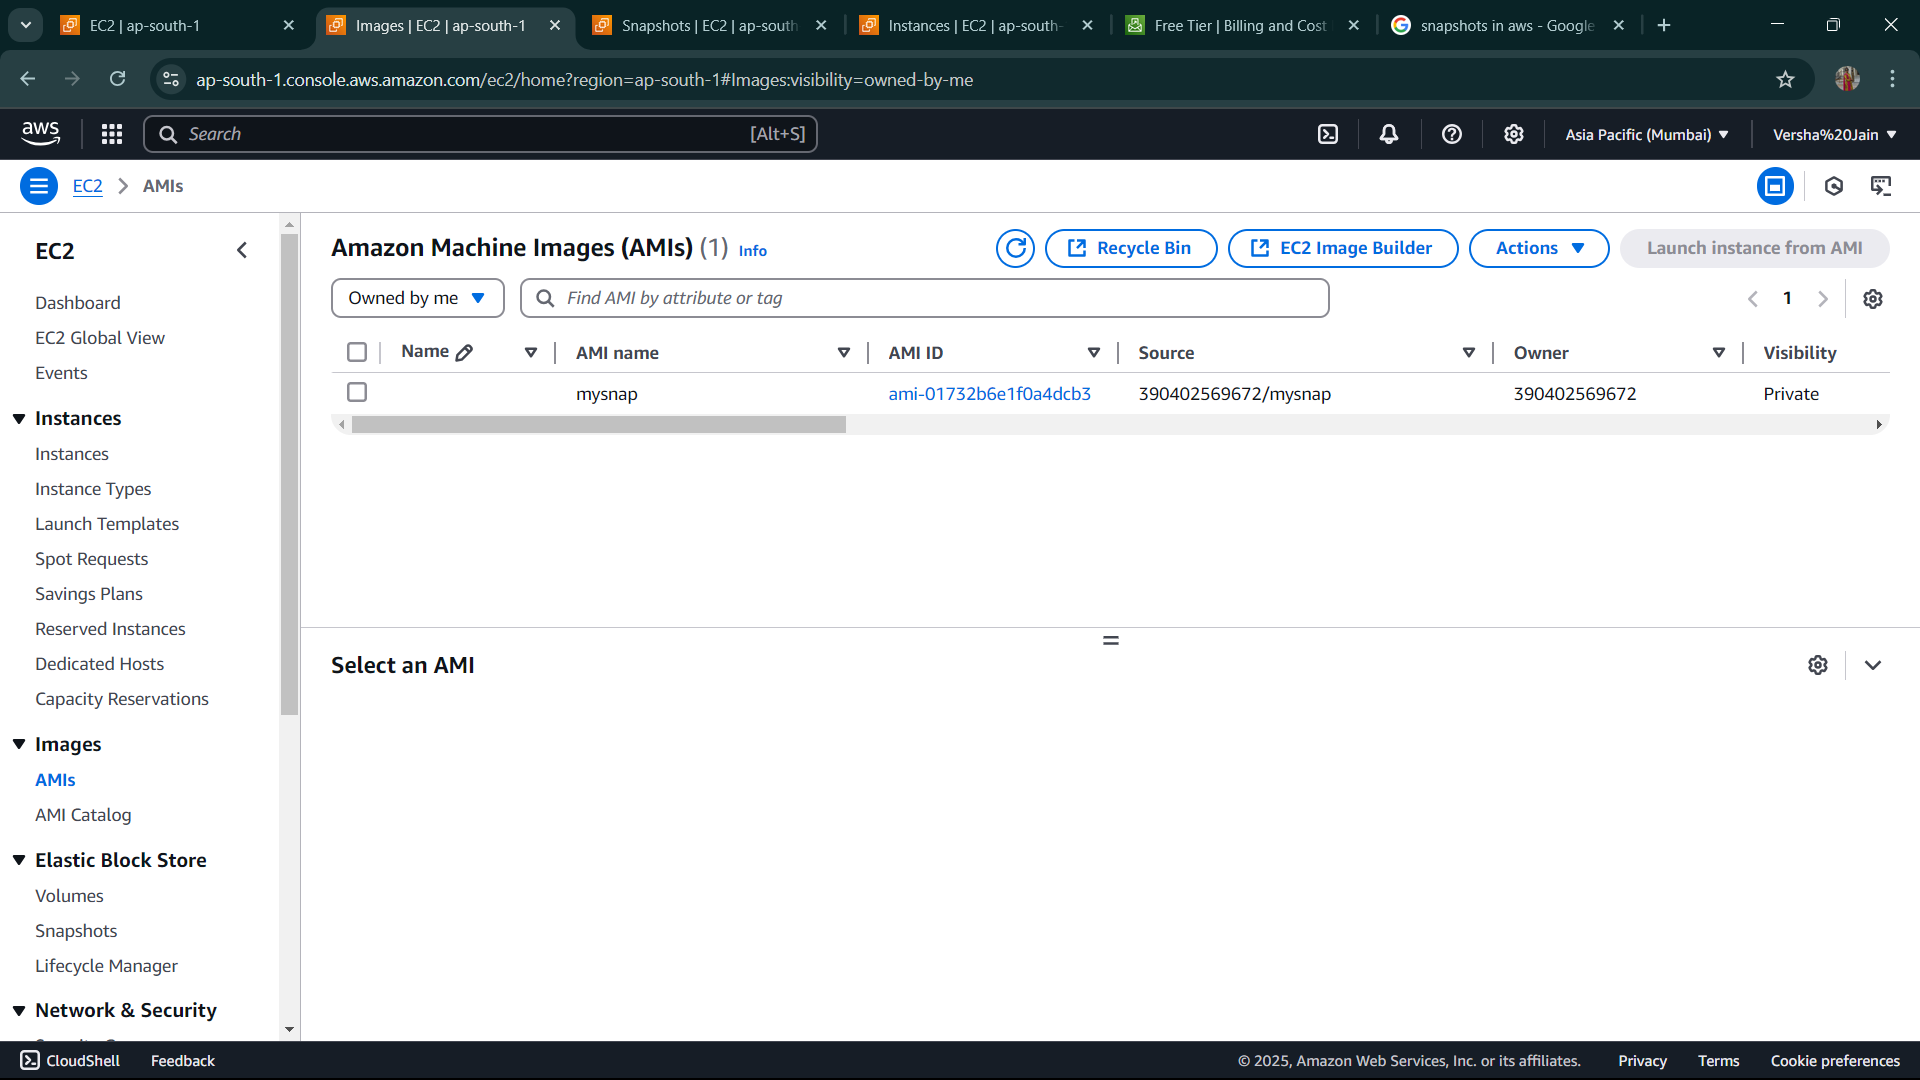 EC2 | ap-south-1
Images | EC2 | ap-south-1
Snapshots | EC2 | ap-south
Instances | EC2 | ap-south-
Free Tier | Billing and Cost
snapshots in aws - Google
ap-south-1.console.aws.amazon.com/ec2/home?region=ap-south-1#Images:visibility=owned-by-me
aws
Search
[Alt+S]
Asia Pacific (Mumbai)
Versha%20Jain
EC2
AMIs
EC2
Dashboard
EC2 Global View
Events
Instances
Instances
Instance Types
Launch Templates
Spot Requests
Savings Plans
Reserved Instances
Dedicated Hosts
Capacity Reservations
Images
AMIs
AMI Catalog
Elastic Block Store
Volumes
Snapshots
Lifecycle Manager
Network & Security
Amazon Machine Images (AMIs) (1) Info
Recycle Bin
EC2 Image Builder
Actions
Launch instance from AMI
Owned by me
Find AMI by attribute or tag
1
Name AMI name AMI ID Source Owner Visibility
mysnap ami-01732b6e1f0a4dcb3 390402569672/mysnap 390402569672 Private
Select an AMI
CloudShell
Feedback
© 2025, Amazon Web Services, Inc. or its affiliates.
Privacy
Terms
Cookie preferences